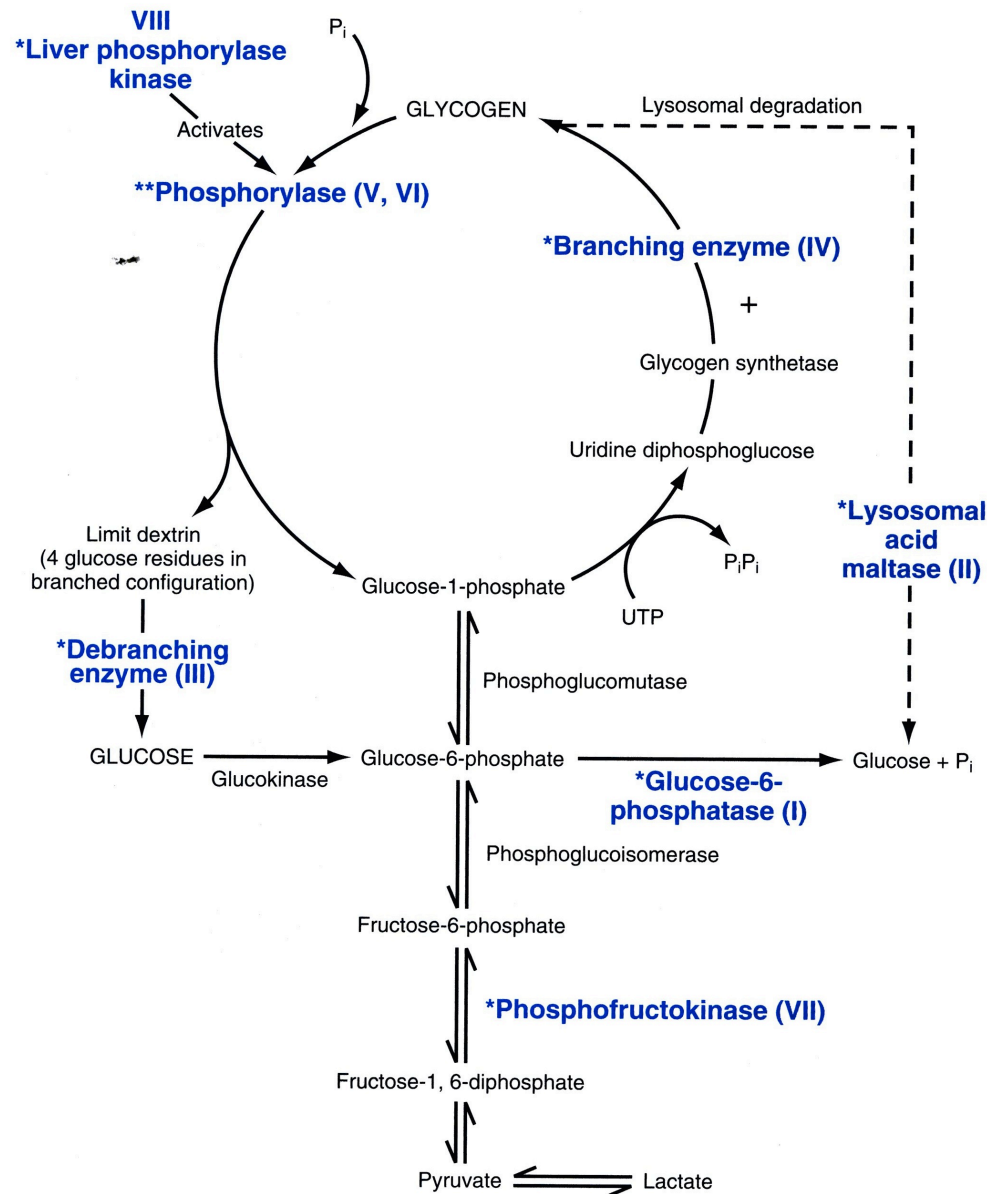 VIII
*Liver phosphorylase
kinase
Activates
Pi
GLYCOGEN
Lysosomal degradation
**Phosphorylase (V, VI)
*Branching enzyme (IV)
+
Glycogen synthetase
Uridine diphosphoglucose
*Lysosomal
acid
maltase (II)
PiPi
UTP
Limit dextrin
(4 glucose residues in
branched configuration)
Glucose-1-phosphate
*Debranching
enzyme (III)
Phosphoglucomutase
GLUCOSE
Glucokinase
Glucose-6-phosphate
*Glucose-6-
phosphatase (I)
Glucose + Pi
Phosphoglucoisomerase
Fructose-6-phosphate
*Phosphofructokinase (VII)
Fructose-1, 6-diphosphate
Pyruvate
Lactate